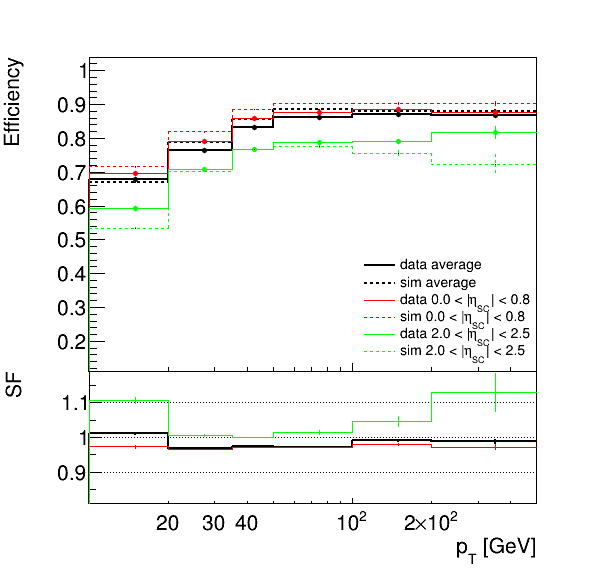 Efficiency
1
0.9
0.8
0.7
0.6
0.5
0.4
0.3
0.2
data average
sim average
data 0.0 < |η_SC| < 0.8
sim 0.0 < |η_SC| < 0.8
data 2.0 < |η_SC| < 2.5
sim 2.0 < |η_SC| < 2.5
SF
1.1
1
0.9
20 30 40 10² 2×10²
p_T [GeV]